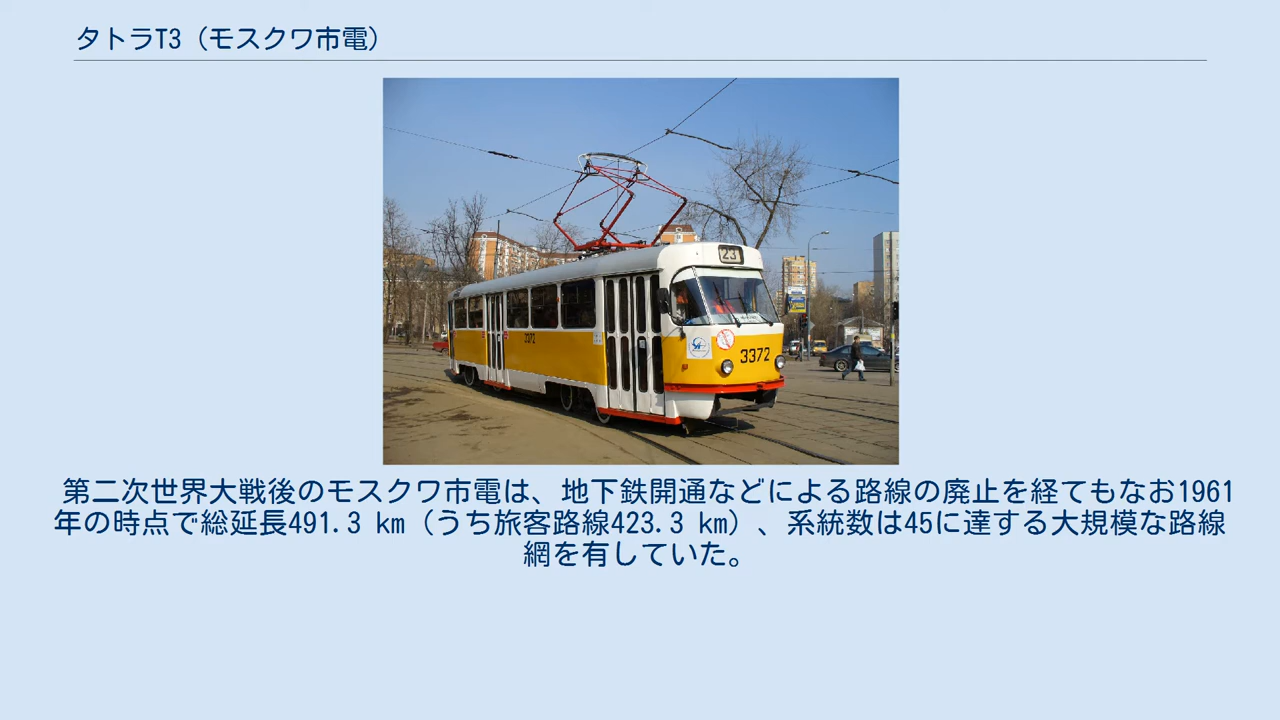 タトラT3（モスクワ市電）
23
3372
3372
第二次世界大戦後のモスクワ市電は、地下鉄開通などによる路線の廃止を経てもなお1961
年の時点で総延長491.3 km（うち旅客路線423.3 km）、系統数は45に達する大規模な路線
網を有していた。